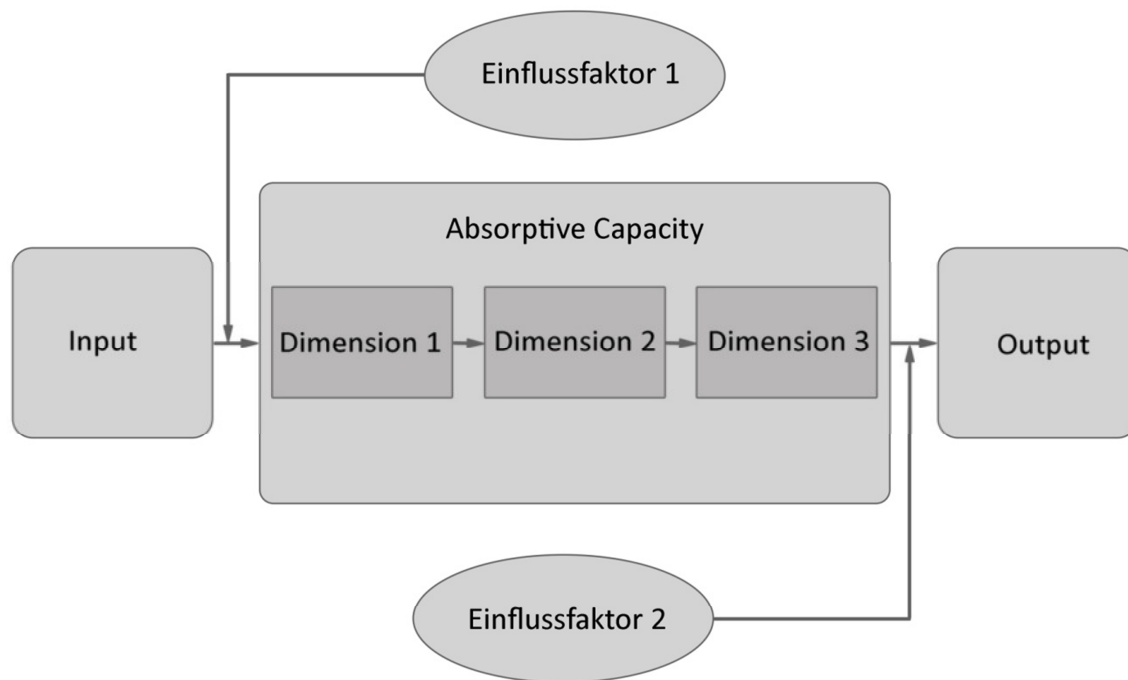 Einflussfaktor 1
Absorptive Capacity
Input
Dimension 1
Dimension 2
Dimension 3
Output
Einflussfaktor 2